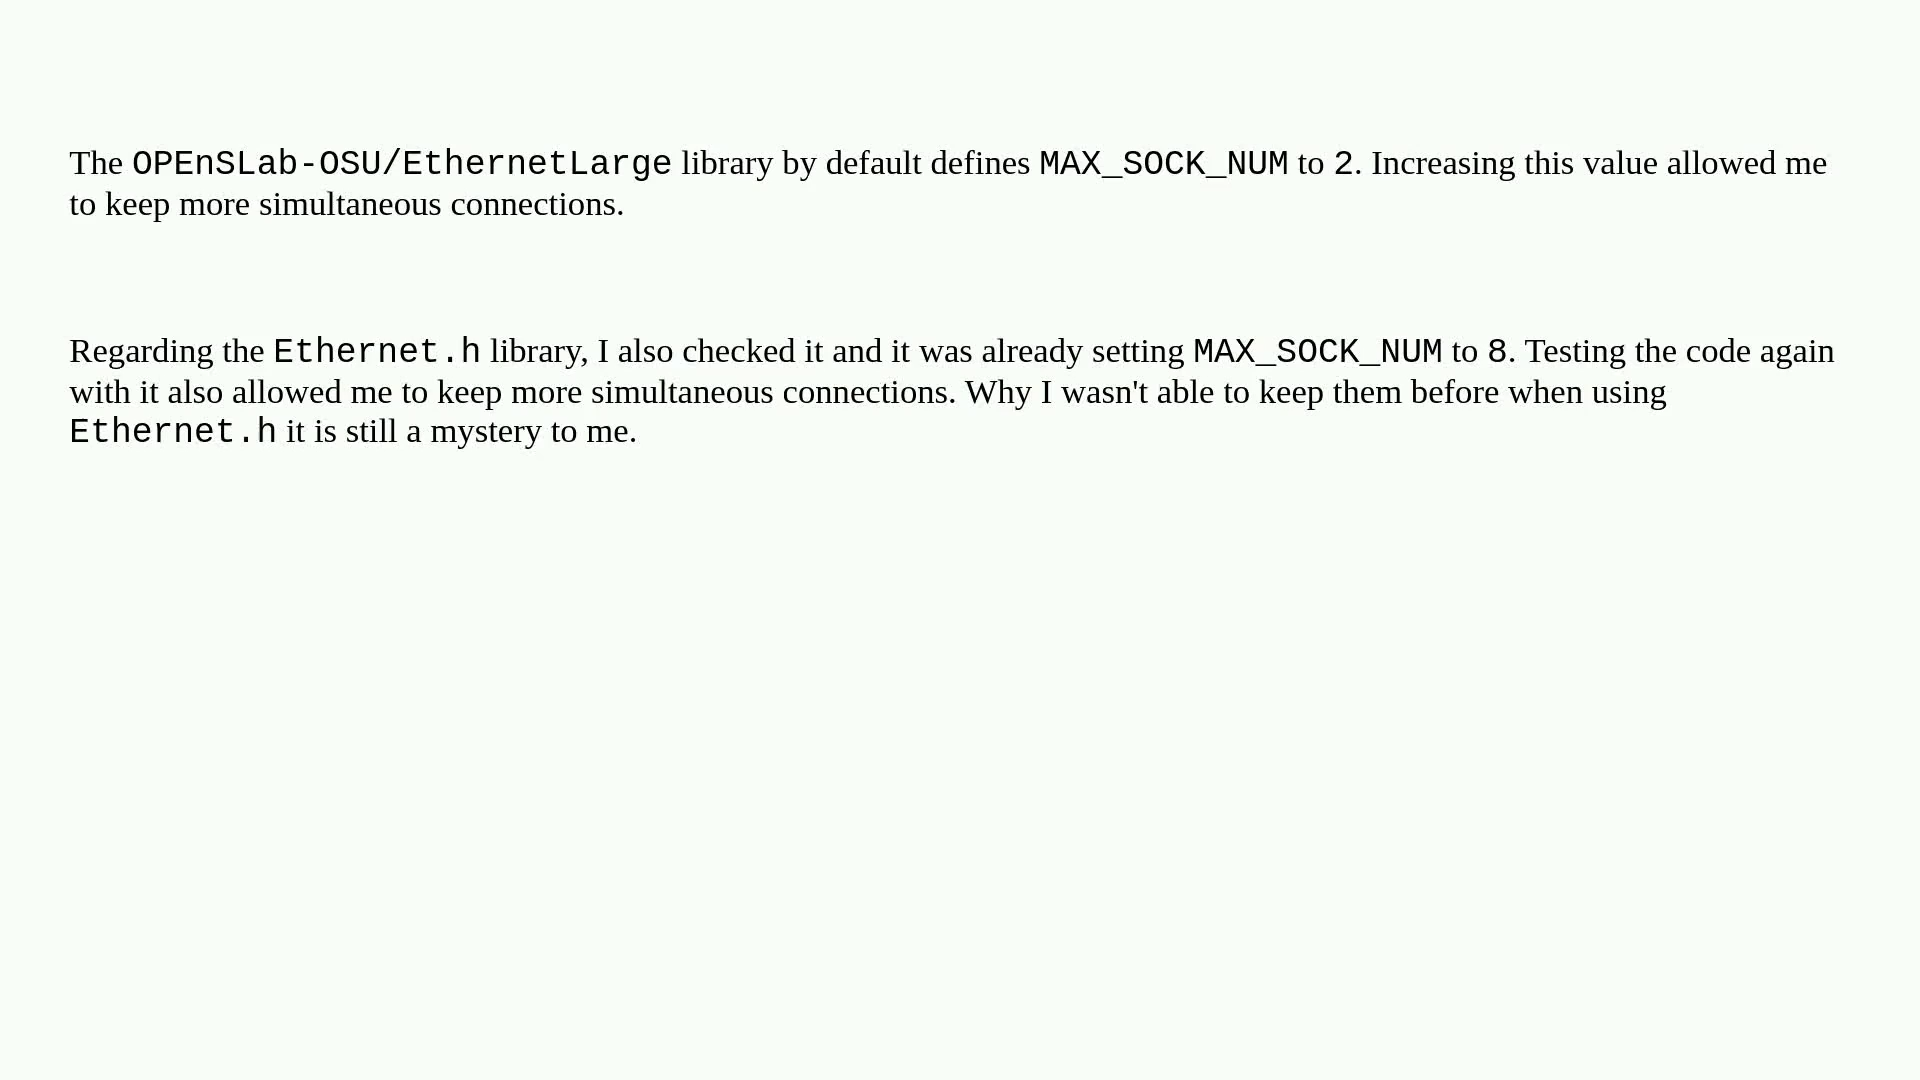 The OPEnSLab-OSU/EthernetLarge library by default defines MAX_SOCK_NUM to 2. Increasing this value allowed me
to keep more simultaneous connections.
Regarding the Ethernet.h library, I also checked it and it was already setting MAX_SOCK_NUM to 8. Testing the code again
with it also allowed me to keep more simultaneous connections. Why I wasn't able to keep them before when using
Ethernet.h it is still a mystery to me.